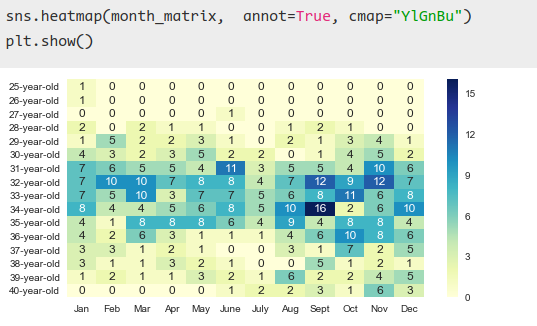 sns.heatmap(month_matrix,  annot=True, cmap="YlGnBu")
plt.show()
25-year-old 1 0 0 0 0 0 0 0 0 0 0 0
26-year-old 1 0 0 0 0 0 0 0 0 0 0 0
27-year-old 0 0 0 0 0 1 0 0 0 0 0 0
28-year-old 2 0 2 1 1 0 0 1 2 1 0 0
29-year-old 1 5 2 2 3 1 0 2 1 3 4 1
30-year-old 4 3 2 3 5 2 2 0 1 4 5 2
31-year-old 7 6 5 5 4 11 3 5 5 4 10 6
32-year-old 7 10 10 7 8 8 4 7 12 9 12 7
33-year-old 7 5 10 3 7 7 5 6 8 11 6 8
34-year-old 8 4 4 5 6 8 5 10 16 2 6 10
35-year-old 4 1 8 8 8 6 4 9 4 8 5 4
36-year-old 4 2 6 3 1 1 1 4 6 10 8 6
37-year-old 3 3 1 2 1 0 0 3 1 7 2 5
38-year-old 3 1 1 3 2 1 0 0 5 1 2 1
39-year-old 1 2 1 1 3 2 1 6 2 2 4 5
40-year-old 0 0 0 0 0 1 2 2 3 1 6 3
Jan Feb Mar Apr May June July Aug Sept Oct Nov Dec
15
12
9
6
3
0